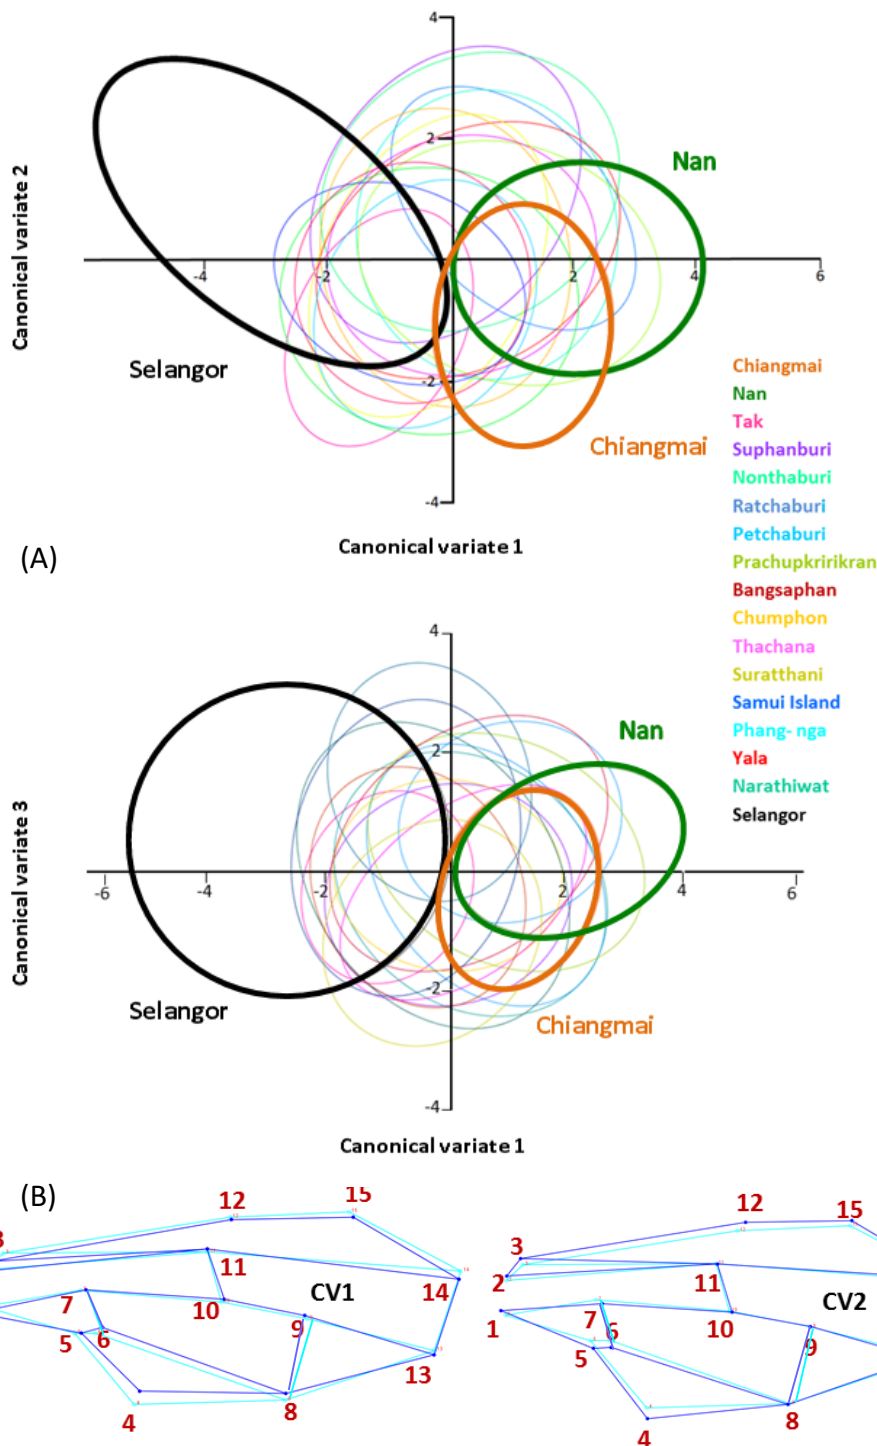 4
2
Nan
Canonical variate 2
-4
-2
2
4
6
Selangor
-2
Chiangmai
-4
Canonical variate 1
(A)
Chiangmai
Nan
Tak
Suphanburi
Nonthaburi
Ratchaburi
Petchaburi
Prachupkririkran
Bangsaphan
Chumphon
Thachana
Suratthani
Samui Island
Phang- nga
Yala
Narathiwat
Selangor
4
Nan
2
Canonical variate 3
-6
-4
-2
2
4
6
-2
Selangor
Chiangmai
-4
Canonical variate 1
(B)
12
15
3
11
CV1
14
7
10
9
5
6
13
4
8
12
15
3
2
11
CV2
1
7
10
6
9
5
8
4